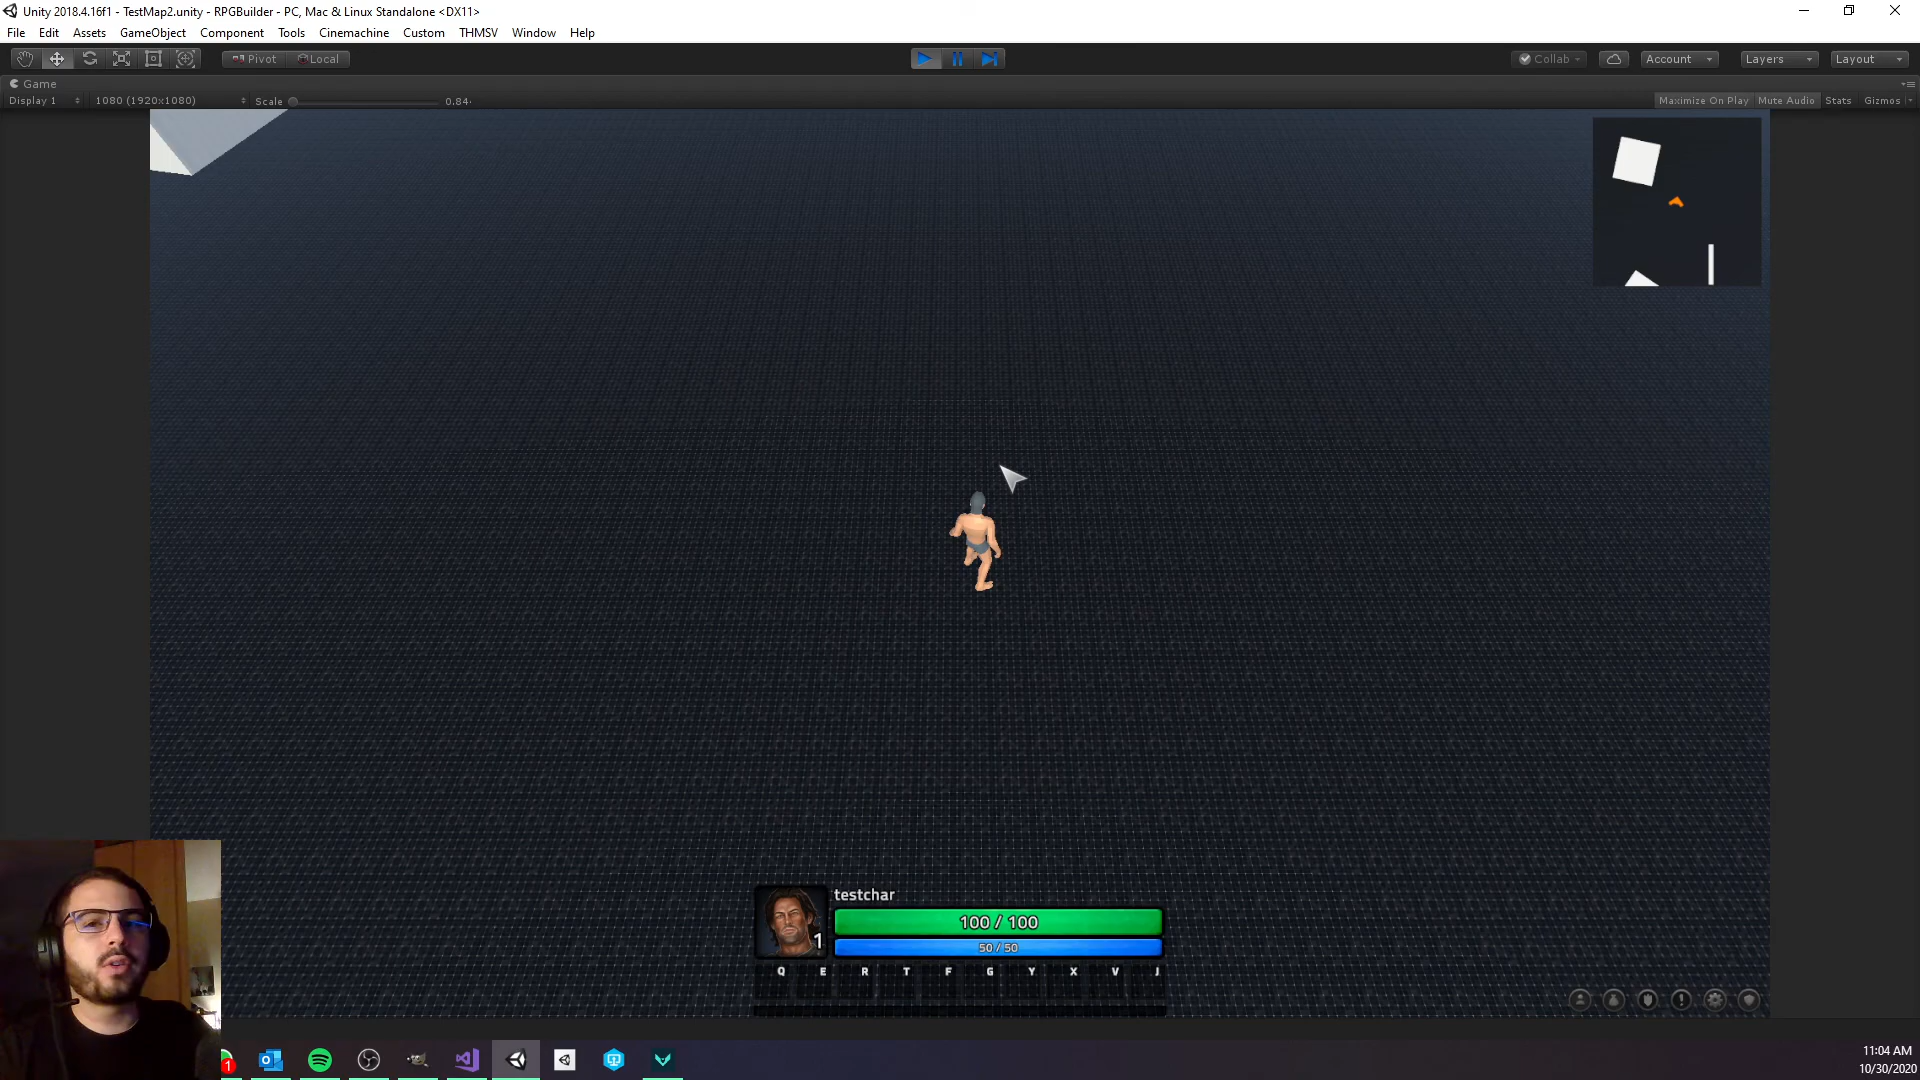 Unity 2018.4.16f1 - TestMap2.unity - RPGBuilder - PC, Mac & Linux Standalone <DX11>
File Edit Assets GameObject Component Tools Cinemachine Custom THMSV Window Help
Pivot Local
Collab Account Layers Layout
Game
Display 1 1080 (1920x1080) Scale 0.84
Maximize On Play Mute Audio Stats Gizmos
testchar
100 / 100
1
50 / 50
Q E R T F G Y X V J
1
11:04 AM
10/30/2020